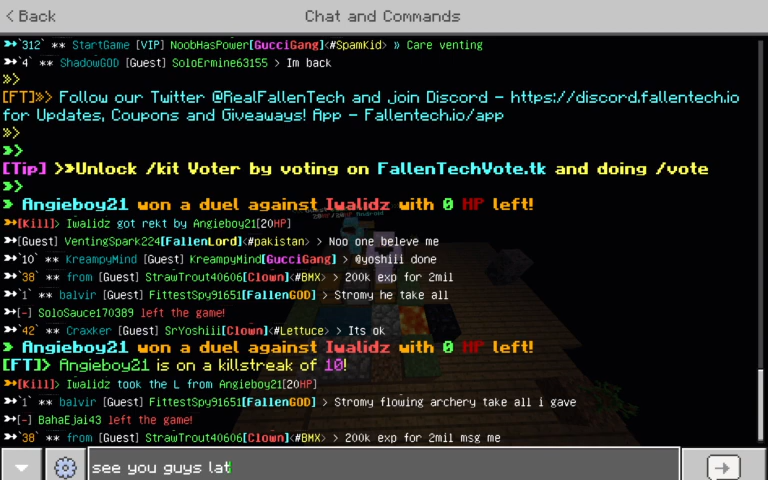 < Back
Chat and Commands
➳`312` ** StartGame [VIP] NoobHasPower[GucciGang]<#SpamKid> » Care venting
➳`4` ** ShadowGOD [Guest] SoloErmine63155 > Im back
»>
[FT]»> Follow our Twitter @RealFallenTech and join Discord - https://discord.fallentech.io
for Updates, Coupons and Giveaways! App - Fallentech.io/app
»>
»>
[Tip] >»Unlock /kit Voter by voting on FallenTechVote.tk and doing /vote
»>
> Angieboy21 won a duel against Iwalidz with 0 HP left!
➳[Kill]> Iwalidz got rekt by Angieboy21[20HP]
➳[Guest] VentingSpark224[FallenLord]<#pakistan> > Noo one beleve me
➳`10` ** KreampyMind [Guest] KreampyMind[GucciGang] > @yoshiii done
➳`38` ** from [Guest] StrawTrout40606[Clown]<#BMX> > 200k exp for 2mil
➳`1` ** balvir [Guest] FittestSpy91651[FallenGOD] > Stromy he take all
➳[-] SoloSauce170389 left the game!
➳`42` ** Craxker [Guest] SrYoshiii[Clown]<#Lettuce> > Its ok
> Angieboy21 won a duel against Iwalidz with 0 HP left!
[FT]> Angieboy21 is on a killstreak of 10!
➳[Kill]> Iwalidz took the L from Angieboy21[20HP]
➳`1` ** balvir [Guest] FittestSpy91651[FallenGOD] > Stromy flowing archery take all i gave
➳[-] BahaEjai43 left the game!
➳`38` ** from [Guest] StrawTrout40606[Clown]<#BMX> > 200k exp for 2mil msg me
see you guys lat